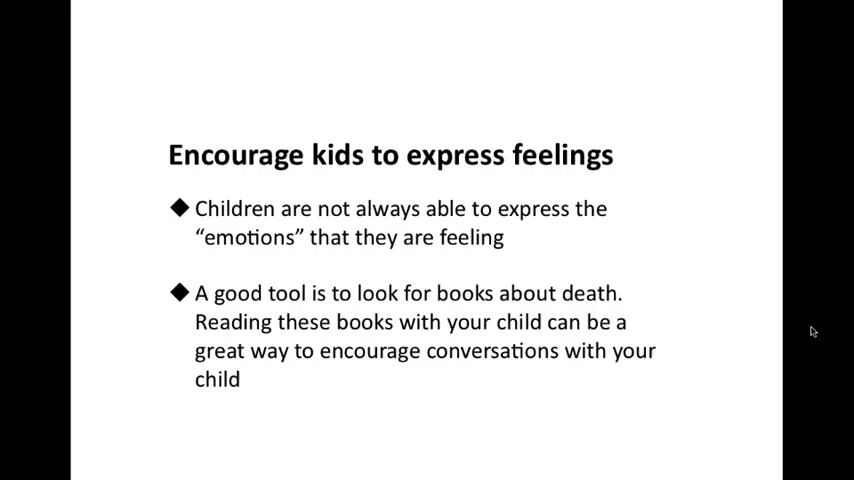 Encourage kids to express feelings
◆ Children are not always able to express the
“emotions” that they are feeling
◆ A good tool is to look for books about death.
Reading these books with your child can be a
great way to encourage conversations with your
child